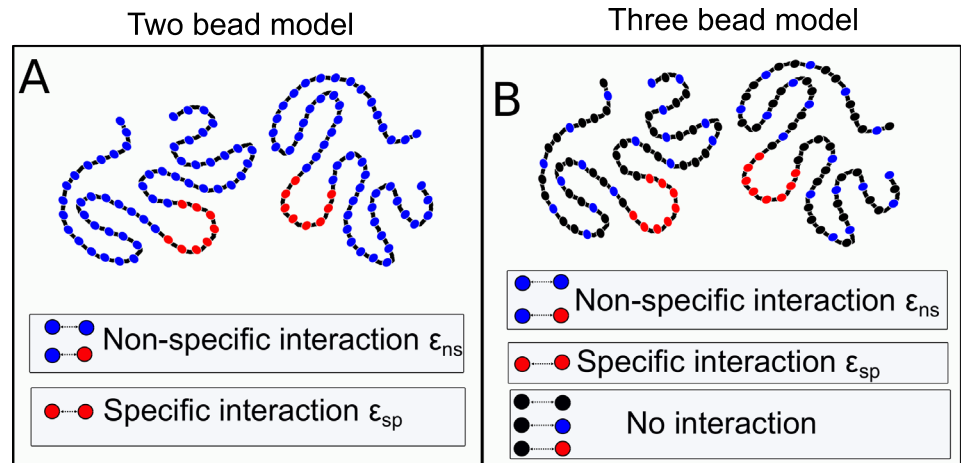 Two bead model
Three bead model
A
B
Non-specific interaction εns
Specific interaction εsp
Non-specific interaction εns
Specific interaction εsp
No interaction